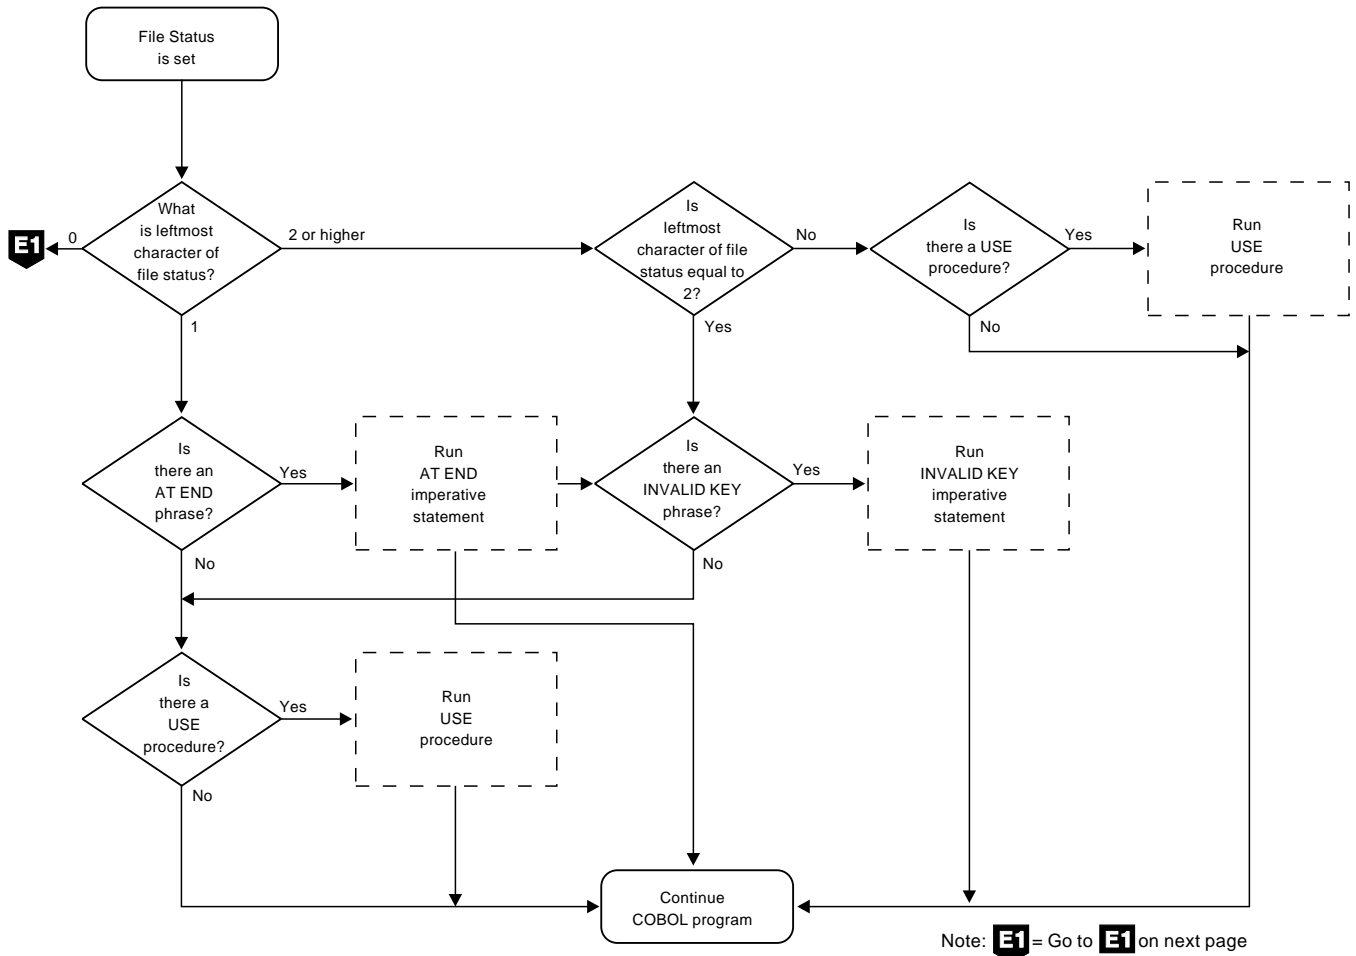 File Status
is set
What
is leftmost
character of
file status?
0
E1
2 or higher
1
Is
leftmost
character of file
status equal to
2?
No
Yes
Is
there a USE
procedure?
Yes
No
Run
USE
procedure
Is
there an
AT END
phrase?
Yes
No
Run
AT END
imperative
statement
Is
there an
INVALID KEY
phrase?
Yes
No
Run
INVALID KEY
imperative
statement
Is
there a
USE
procedure?
Yes
No
Run
USE
procedure
Continue
COBOL program
Note: E1 = Go to E1 on next page